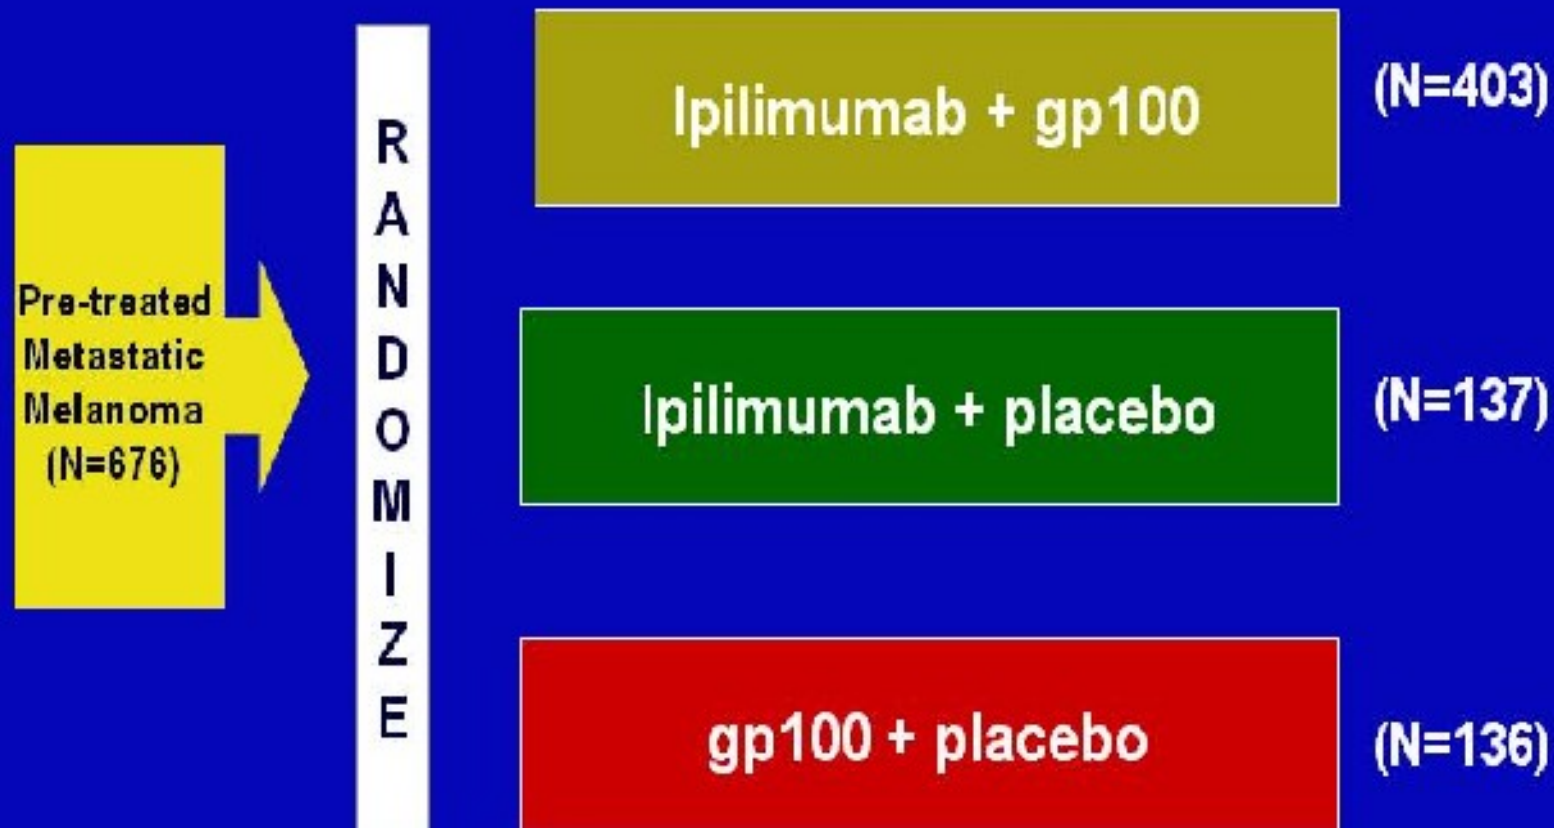 Pre-treated
Metastatic
Melanoma
(N=676)
RANDOMIZE
Ipilimumab + gp100
(N=403)
Ipilimumab + placebo
(N=137)
gp100 + placebo
(N=136)